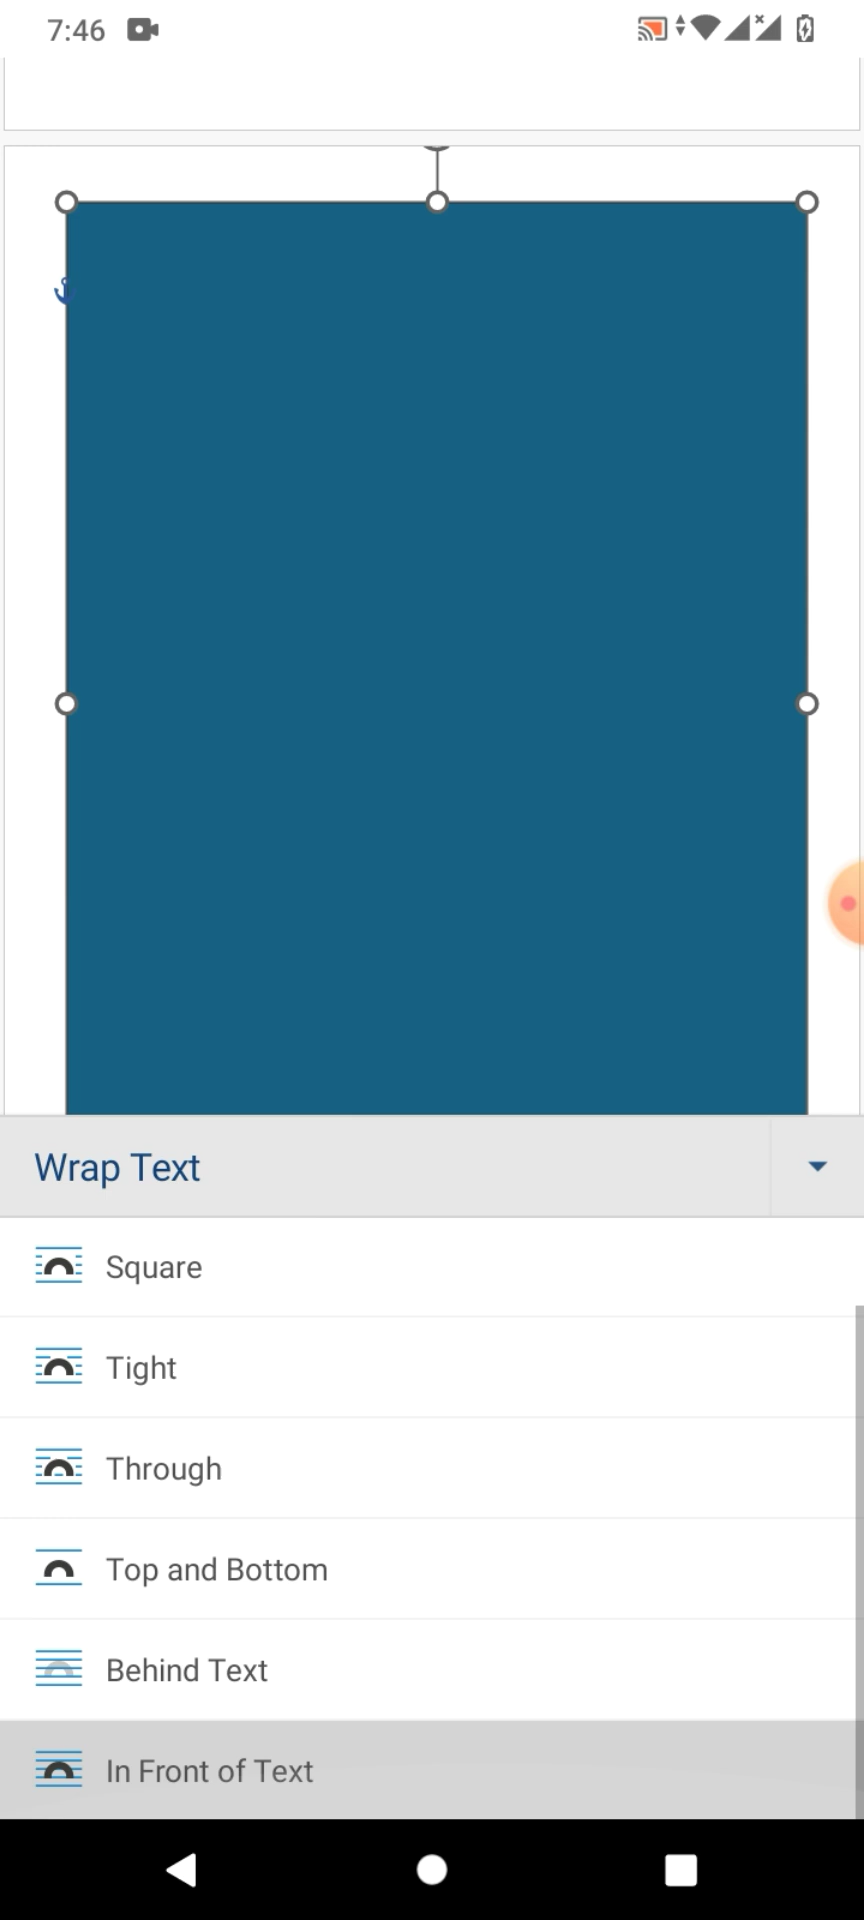 7:46
Wrap Text
Square
Tight
Through
Top and Bottom
Behind Text
In Front of Text